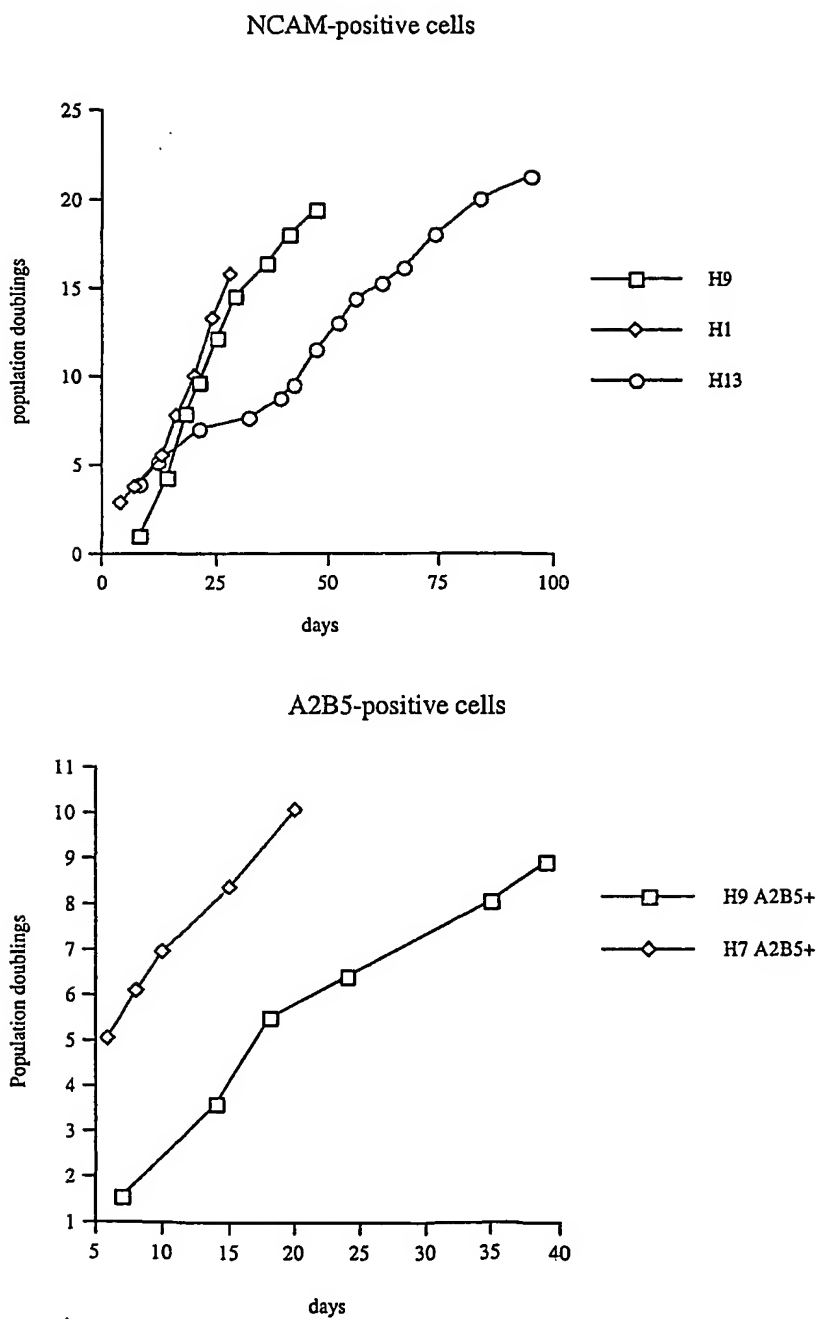 NCAM-positive cells
25
20
15
10
5
0
population doublings
0 25 50 75 100
days
H9
H1
H13
A2B5-positive cells
11
10
9
8
7
6
5
4
3
2
1
Population doublings
5 10 15 20 25 30 35 40
days
H9 A2B5+
H7 A2B5+